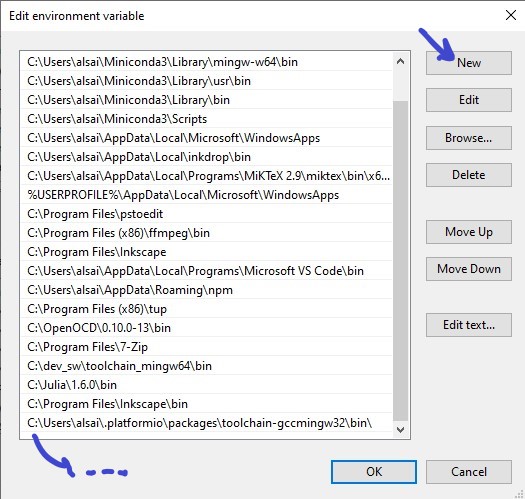 Edit environment variable
C:\Users\alsai\Miniconda3\Library\mingw-w64\bin
C:\Users\alsai\Miniconda3\Library\usr\bin
C:\Users\alsai\Miniconda3\Library\bin
C:\Users\alsai\Miniconda3\Scripts
C:\Users\alsai\AppData\Local\Microsoft\WindowsApps
C:\Users\alsai\AppData\Local\inkdrop\bin
C:\Users\alsai\AppData\Local\Programs\MiKTeX 2.9\miktex\bin\x6...
%USERPROFILE%\AppData\Local\Microsoft\WindowsApps
C:\Program Files\pstoedit
C:\Program Files (x86)\ffmpeg\bin
C:\Program Files\Inkscape
C:\Users\alsai\AppData\Local\Programs\Microsoft VS Code\bin
C:\Users\alsai\AppData\Roaming\npm
C:\Program Files (x86)\tup
C:\OpenOCD\0.10.0-13\bin
C:\Program Files\7-Zip
C:\dev_sw\toolchain_mingw64\bin
C:\Julia\1.6.0\bin
C:\Program Files\Inkscape\bin
C:\Users\alsai\.platformio\packages\toolchain-gccmingw32\bin\
New
Edit
Browse...
Delete
Move Up
Move Down
Edit text...
OK
Cancel